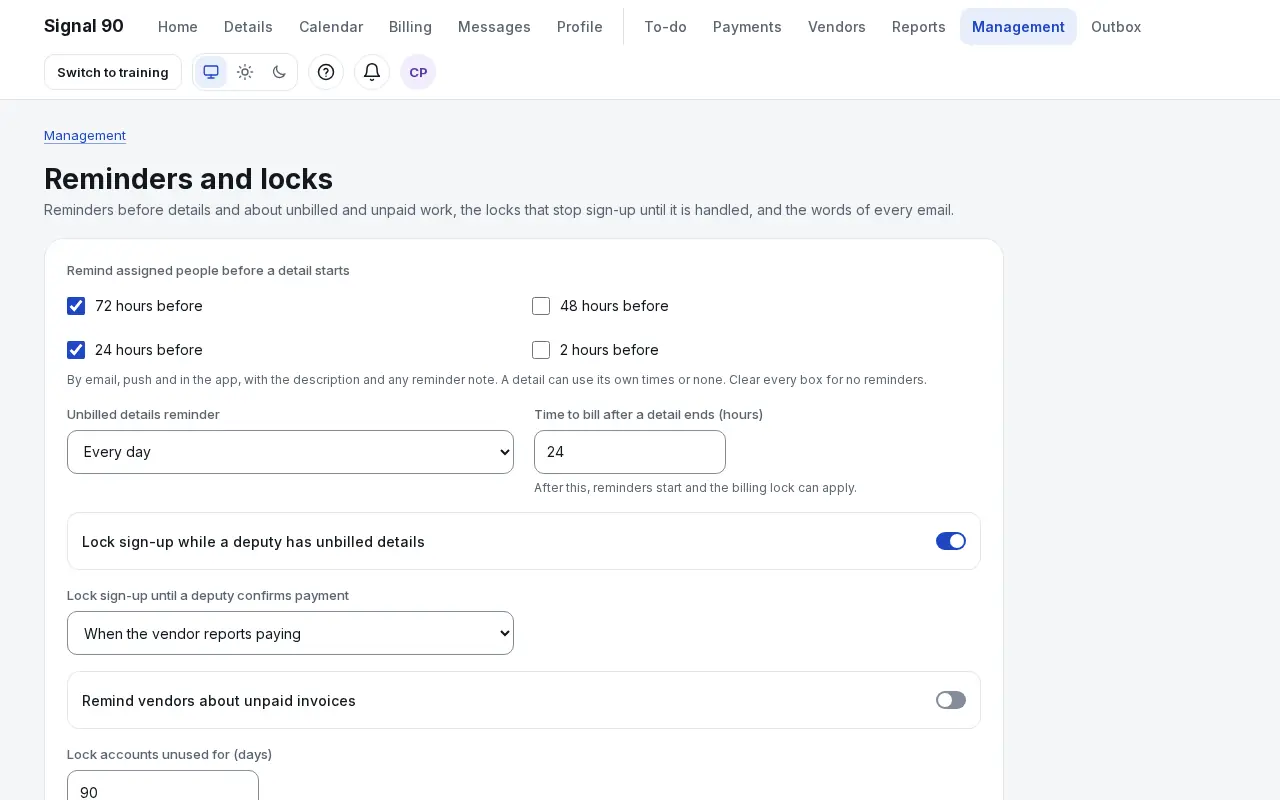 Signal 90
Home
Details
Calendar
Billing
Messages
Profile
To-do
Payments
Vendors
Reports
Management
Outbox
Switch to training
CP
Management
Reminders and locks
Reminders before details and about unbilled and unpaid work, the locks that stop sign-up until it is handled, and the words of every email.
Remind assigned people before a detail starts
72 hours before
48 hours before
24 hours before
2 hours before
By email, push and in the app, with the description and any reminder note. A detail can use its own times or none. Clear every box for no reminders.
Unbilled details reminder
Time to bill after a detail ends (hours)
Every day
24
After this, reminders start and the billing lock can apply.
Lock sign-up while a deputy has unbilled details
Lock sign-up until a deputy confirms payment
When the vendor reports paying
Remind vendors about unpaid invoices
Lock accounts unused for (days)
90